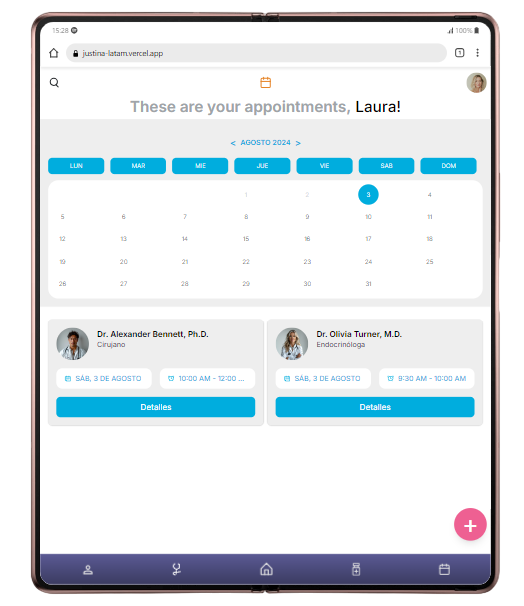 15:28
100%
justina-latam.vercel.app
1
These are your appointments, Laura!
< AGOSTO 2024 >
LUN MAR MIE JUE VIE SAB DOM
1 2 3 4
5 6 7 8 9 10 11
12 13 14 15 16 17 18
19 20 21 22 23 24 25
26 27 28 29 30 31
Dr. Alexander Bennett, Ph.D.
Cirujano
SÁB, 3 DE AGOSTO
10:00 AM - 12:00 ...
Detalles
Dr. Olivia Turner, M.D.
Endocrinóloga
SÁB, 3 DE AGOSTO
9:30 AM - 10:00 AM
Detalles
+